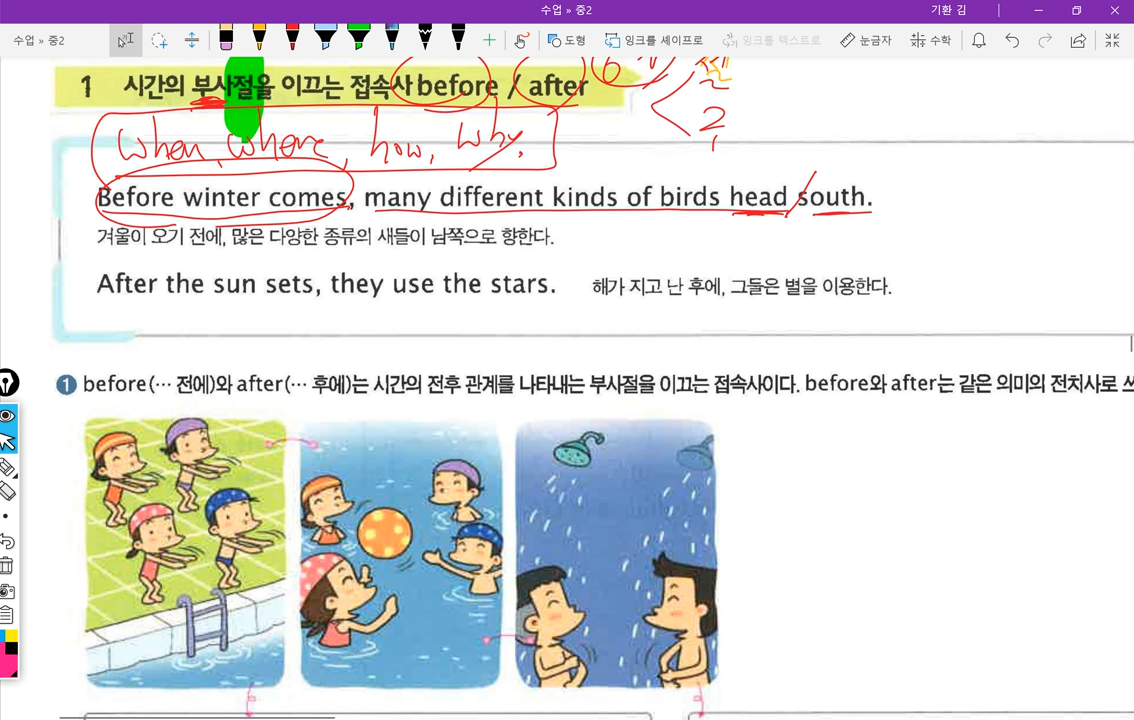 수업 » 중2
기환 김
수업 » 중2
도형
잉크를 셰이프로
잉크를 텍스트로
눈금자
수학
1 시간의 부사절을 이끄는 접속사 before / after
2
when, where, how, why,
Before winter comes, many different kinds of birds head / south.
겨울이 오기 전에, 많은 다양한 종류의 새들이 남쪽으로 향한다.
After the sun sets, they use the stars. 해가 지고 난 후에, 그들은 별을 이용한다.
1 before(… 전에)와 after(… 후에)는 시간의 전후 관계를 나타내는 부사절을 이끄는 접속사이다. before와 after는 같은 의미의 전치사로 쓰